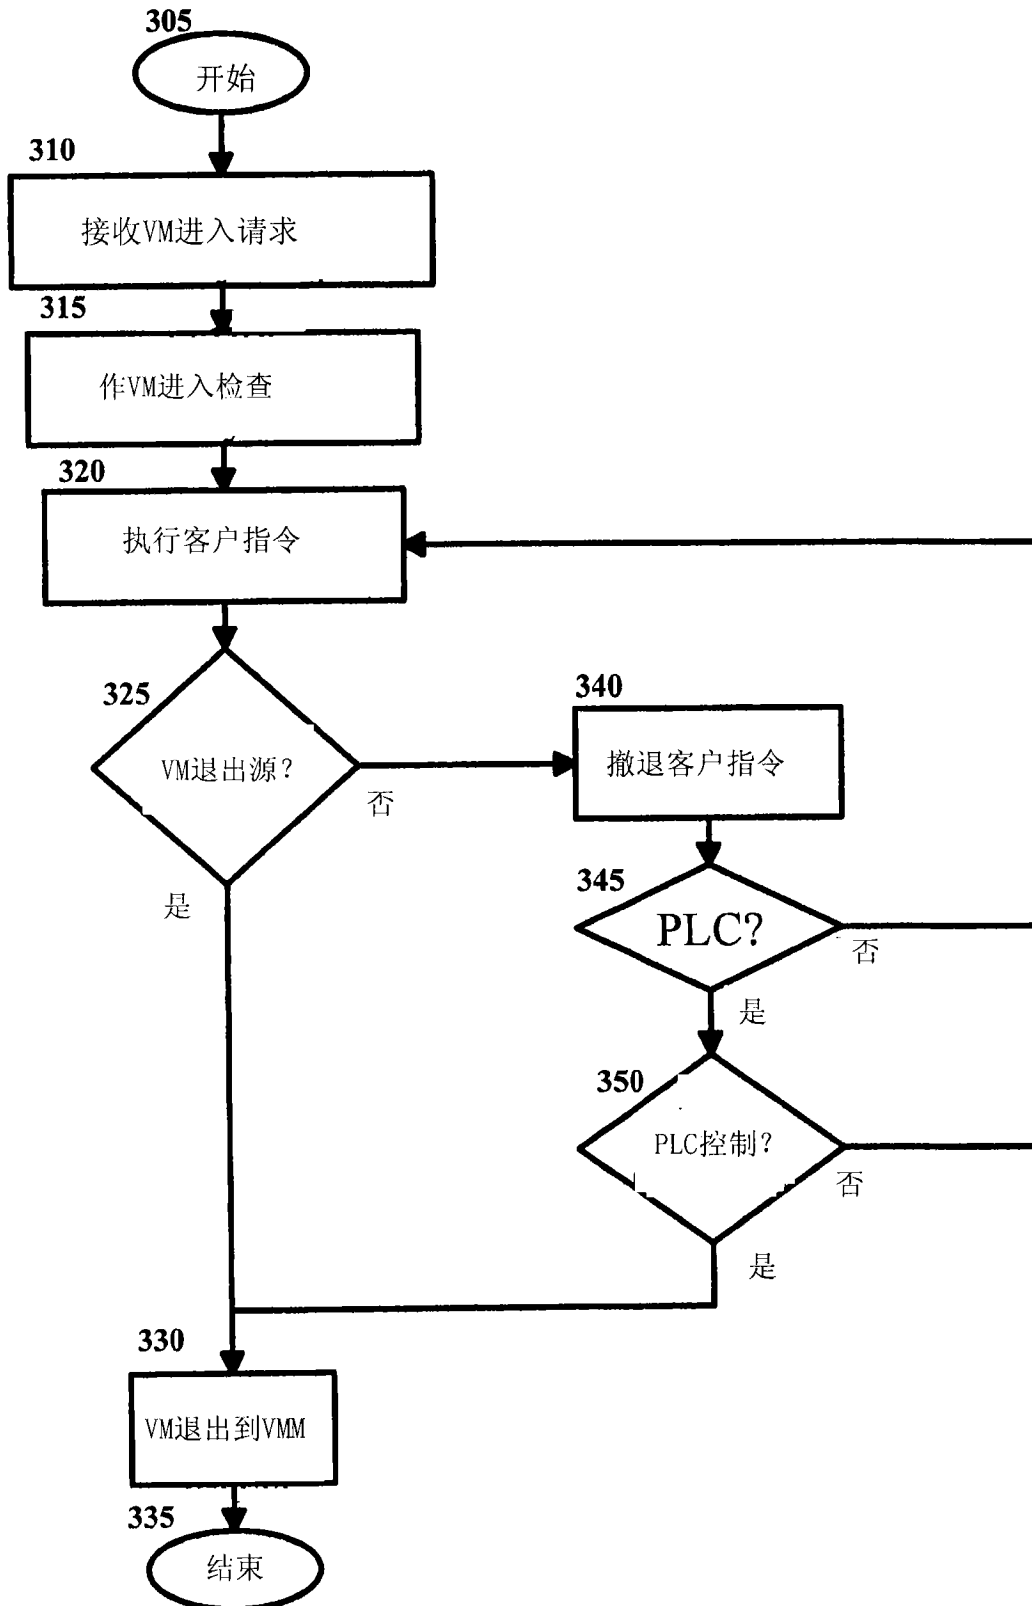 305
开始
310
接收VM进入请求
315
作VM进入检查
320
执行客户指令
325
VM退出源?
否
是
340
撤退客户指令
345
PLC?
否
是
350
PLC控制?
否
是
330
VM退出到VMM
335
结束